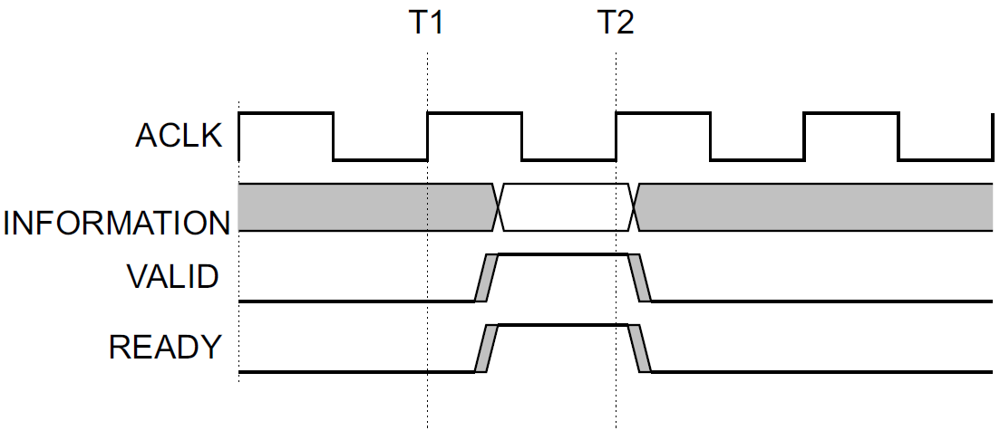 T1 T2
ACLK
INFORMATION
VALID
READY